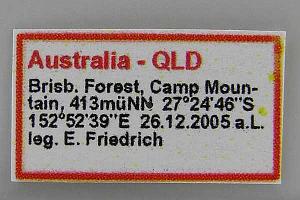 Australia - QLD
Brisb. Forest, Camp Moun-
tain, 413müNN 27°24'46"S
152°52'39"E 26.12.2005 a.L.
leg. E. Friedrich